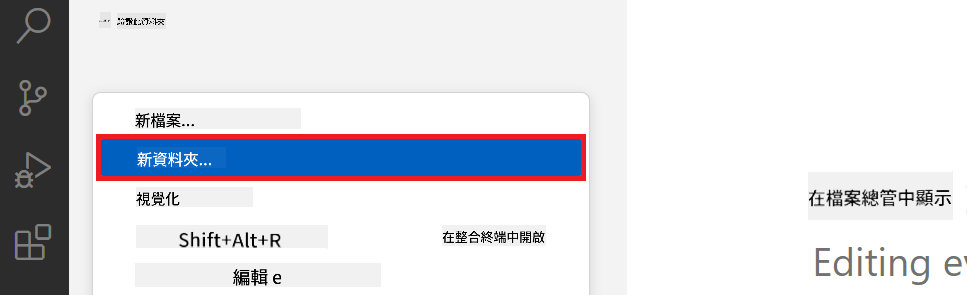 新檔案...
新資料夾...
視覺化
Shift+Alt+R
在整合終端中開啟
編輯 e
在檔案總管中顯示
Editing ev